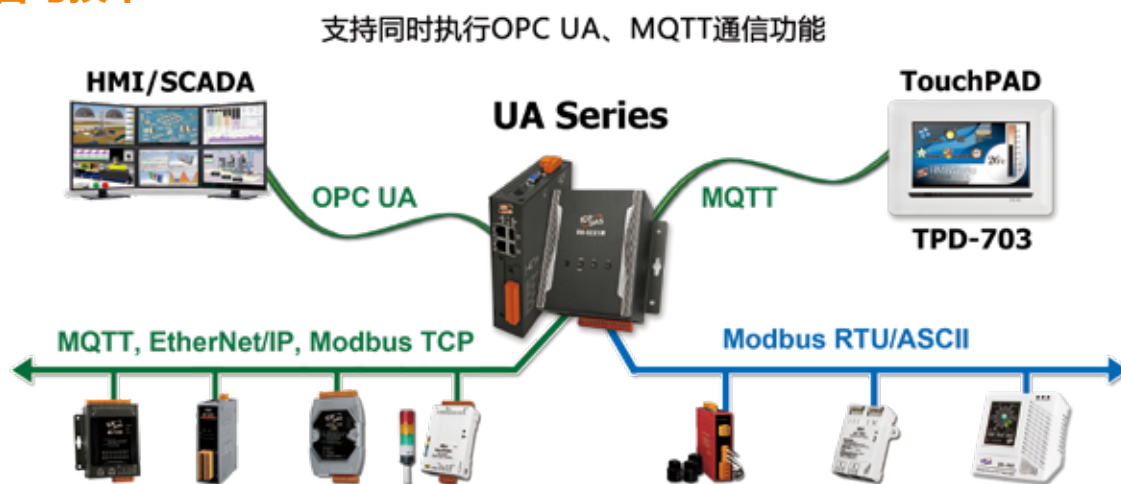 支持同时执行OPC UA、MQTT通信功能
HMI/SCADA
TouchPAD
UA Series
OPC UA
MQTT
TPD-703
MQTT, EtherNet/IP, Modbus TCP
Modbus RTU/ASCII